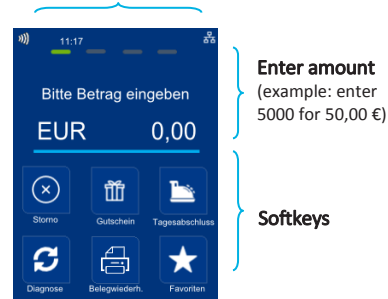 11:17
Bitte Betrag eingeben
EUR 0,00
Enter amount
(example: enter
5000 for 50,00 €)
Storno Gutschein Tagesabschluss
Softkeys
Diagnose Belegwiederh. Favoriten